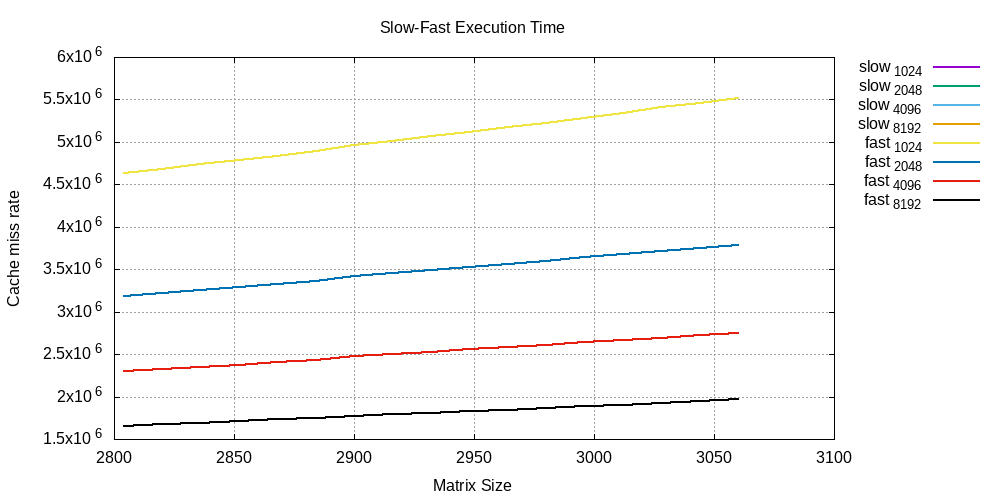 Slow-Fast Execution Time
6x10^6
5.5x10^6
5x10^6
4.5x10^6
4x10^6
3.5x10^6
3x10^6
2.5x10^6
2x10^6
1.5x10^6
Cache miss rate
2800 2850 2900 2950 3000 3050 3100
Matrix Size
slow 1024
slow 2048
slow 4096
slow 8192
fast 1024
fast 2048
fast 4096
fast 8192